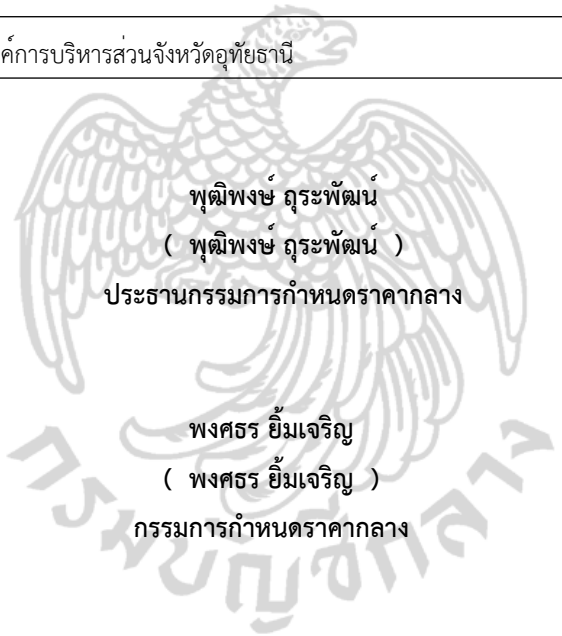 ค์การบริหารส่วนจังหวัดอุทัยธานี
พุฒิพงษ์ ถุระพัฒน์
( พุฒิพงษ์ ถุระพัฒน์ )
ประธานกรรมการกำหนดราคากลาง
พงศธร ยิ้มเจริญ
( พงศธร ยิ้มเจริญ )
กรรมการกำหนดราคากลาง
กรมบัญชีกลาง